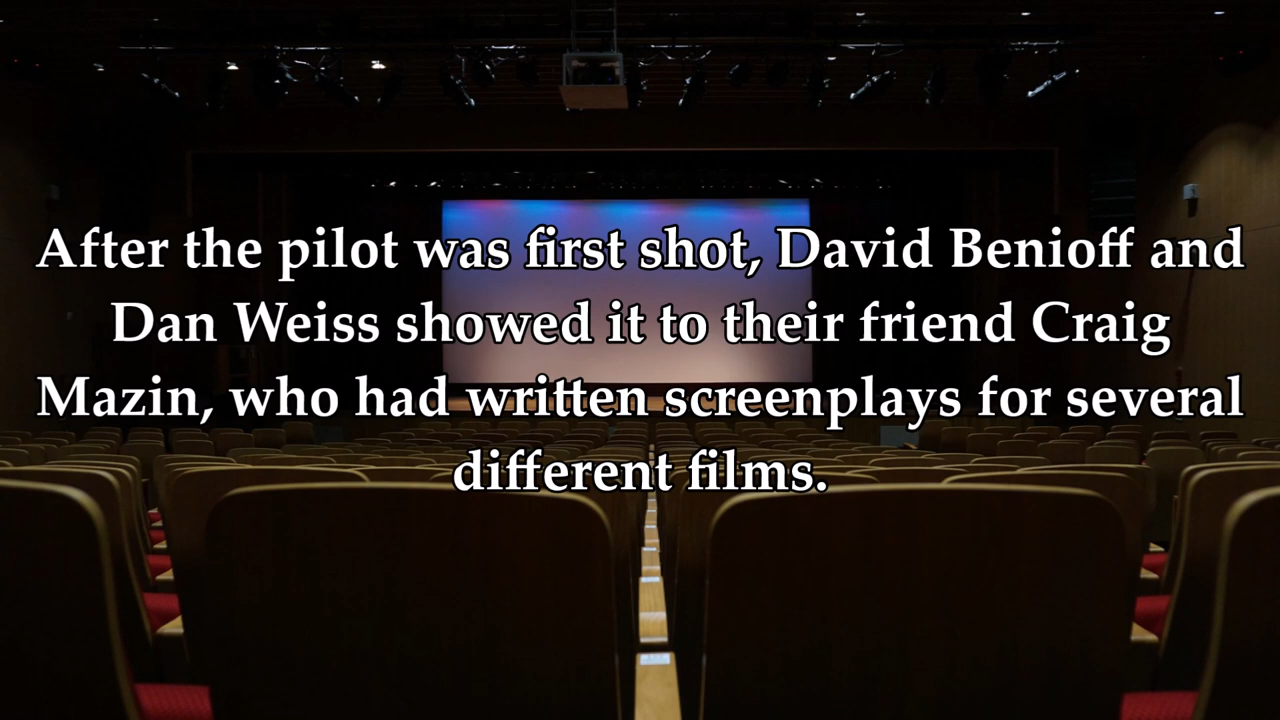 After the pilot was first shot, David Benioff and
Dan Weiss showed it to their friend Craig
Mazin, who had written screenplays for several
different films.